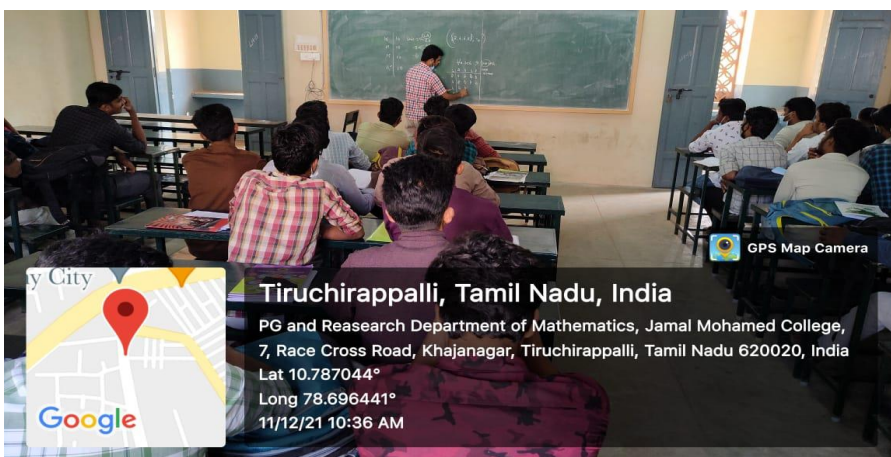 GPS Map Camera
y City
Google
Tiruchirappalli, Tamil Nadu, India
PG and Reasearch Department of Mathematics, Jamal Mohamed College,
7, Race Cross Road, Khajanagar, Tiruchirappalli, Tamil Nadu 620020, India
Lat 10.787044°
Long 78.696441°
11/12/21 10:36 AM